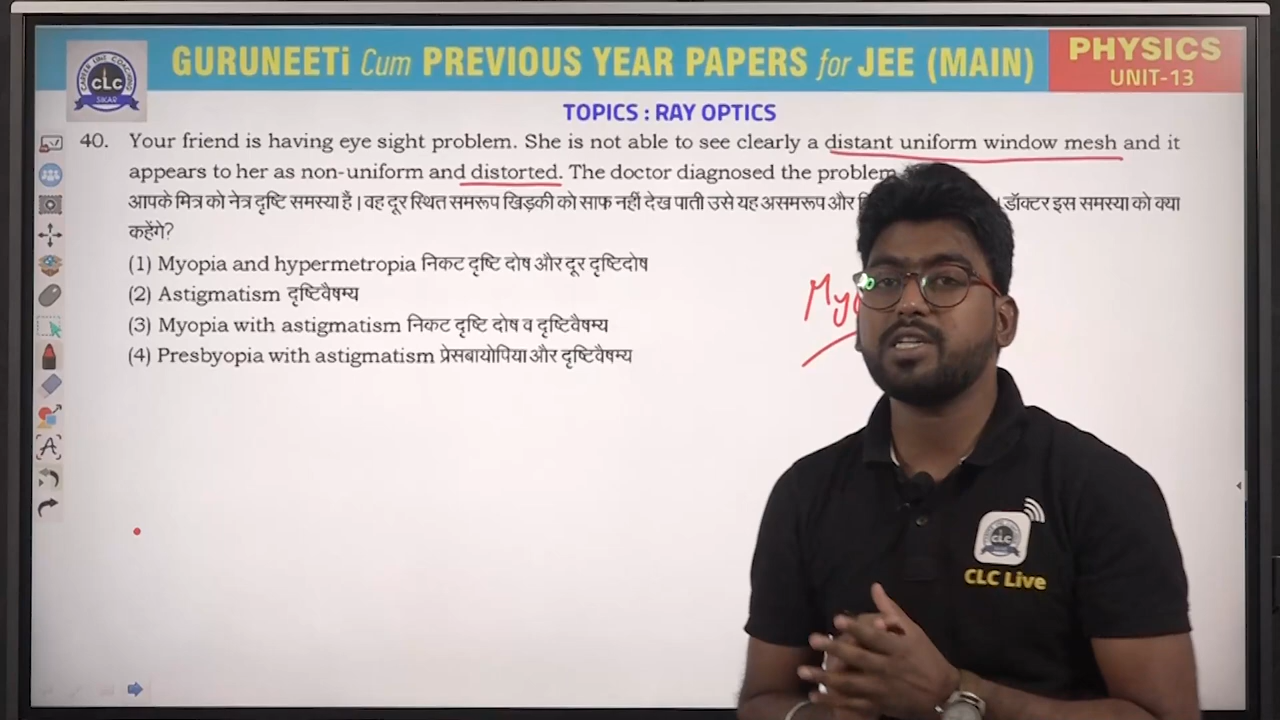 GURUNEETi Cum PREVIOUS YEAR PAPERS for JEE (MAIN)
PHYSICS
UNIT-13
CLC
SIKAR
TOPICS : RAY OPTICS
40. Your friend is having eye sight problem. She is not able to see clearly a distant uniform window mesh and it
appears to her as non-uniform and distorted. The doctor diagnosed the problem
आपके मित्र को नेत्र दृष्टि समस्या है। वह दूर स्थित समरूप खिड़की को साफ नहीं देख पाती उसे यह असमरूप और
। डॉक्टर इस समस्या को क्या
कहेंगे?
(1) Myopia and hypermetropia निकट दृष्टि दोष और दूर दृष्टिदोष
(2) Astigmatism दृष्टिवैषम्य
(3) Myopia with astigmatism निकट दृष्टि दोष व दृष्टिवैषम्य
(4) Presbyopia with astigmatism प्रेसबायोपिया और दृष्टिवैषम्य
CLC
CLC Live